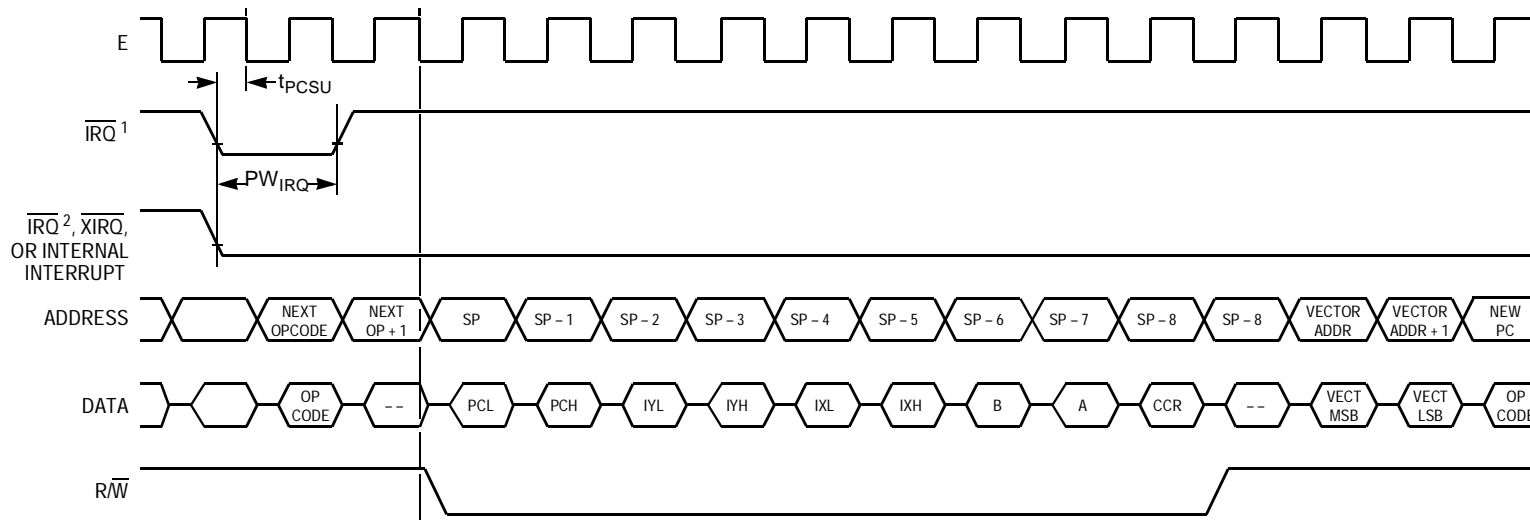 E
tPCSU
IRQ 1
PWIRQ
IRQ 2, XIRQ,
OR INTERNAL
INTERRUPT
ADDRESS
NEXT
OPCODE
NEXT
OP + 1
SP
SP – 1
SP – 2
SP – 3
SP – 4
SP – 5
SP – 6
SP – 7
SP – 8
SP – 8
VECTOR
ADDR
VECTOR
ADDR + 1
NEW
PC
DATA
OP
CODE
– –
PCL
PCH
IYL
IYH
IXL
IXH
B
A
CCR
– –
VECT
MSB
VECT
LSB
OP
CODE
R/W